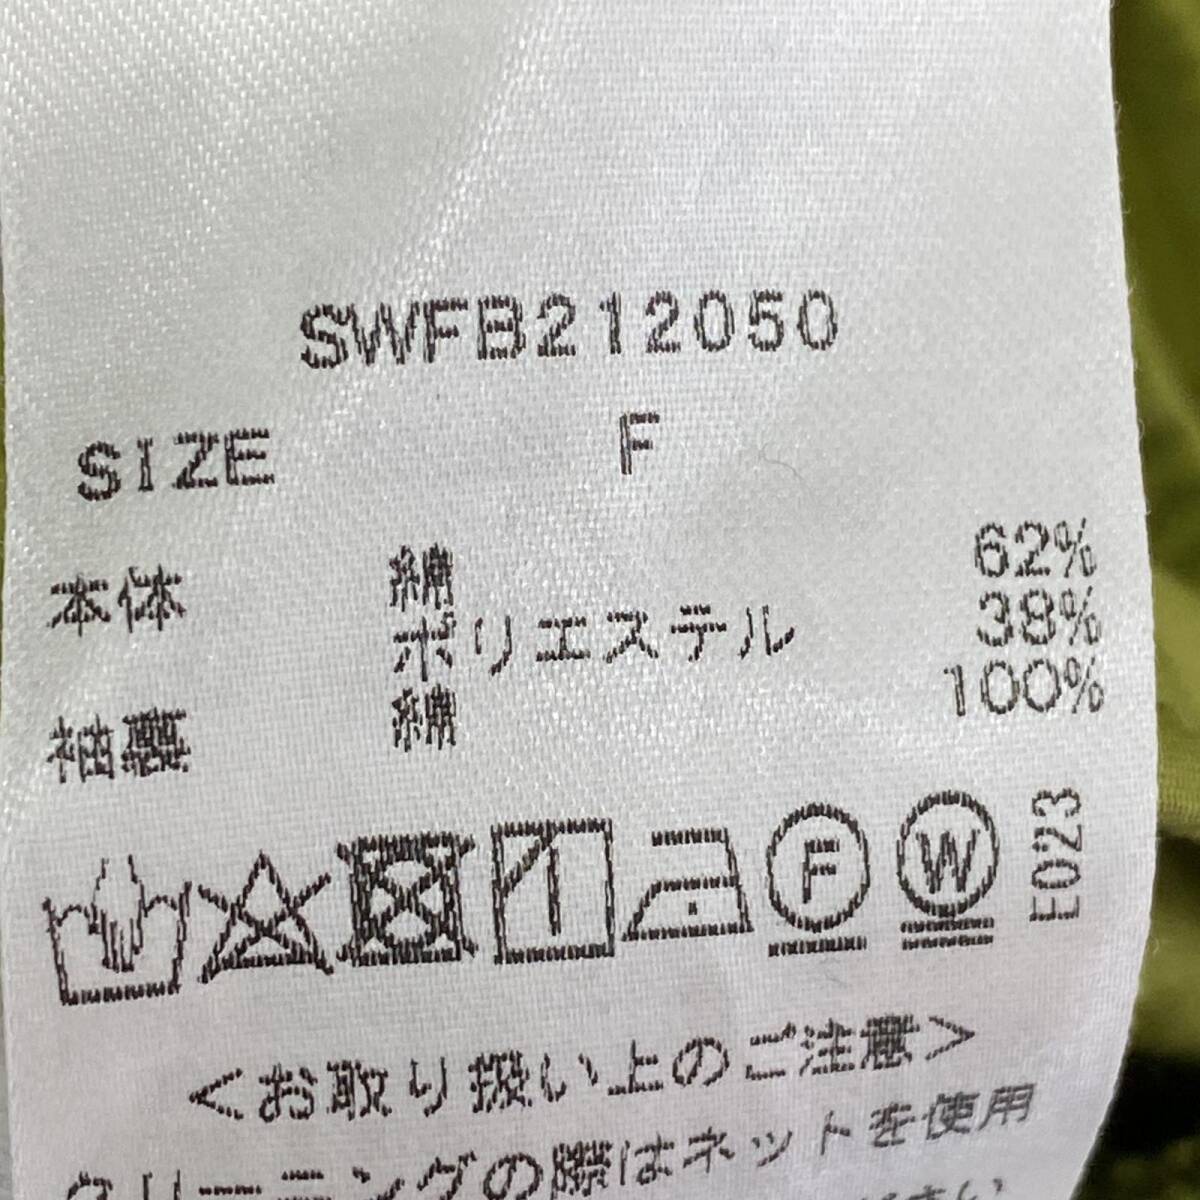 SWFB212050
SIZE F
本体 綿 62%
ポリエステル 38%
袖裏 綿 100%
F
W
E023
<お取り扱い上のご注意>
クリーニングの際はネットを使用